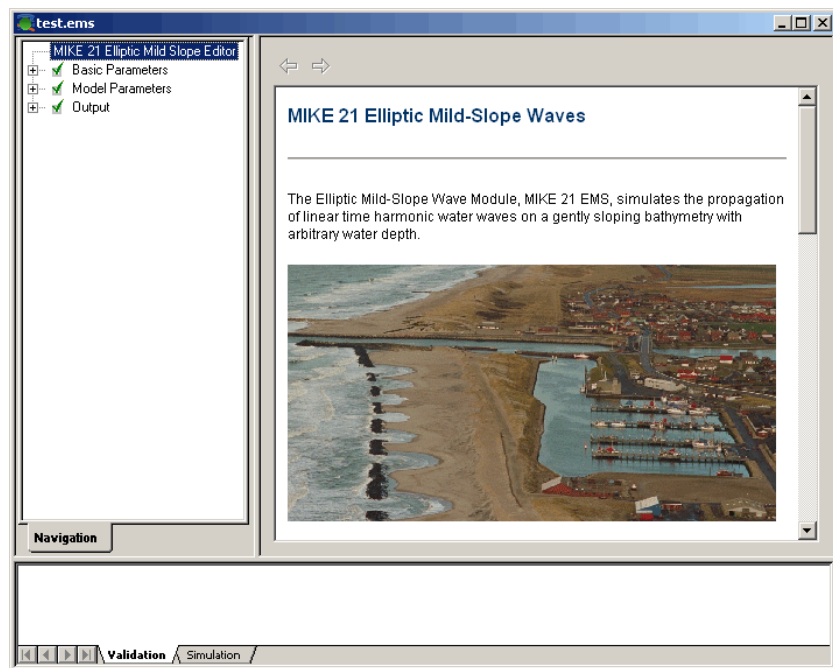 test.ems
MIKE 21 Elliptic Mild Slope Editor
Basic Parameters
Model Parameters
Output
Navigation
MIKE 21 Elliptic Mild-Slope Waves
The Elliptic Mild-Slope Wave Module, MIKE 21 EMS, simulates the propagation
of linear time harmonic water waves on a gently sloping bathymetry with
arbitrary water depth.
Validation
Simulation